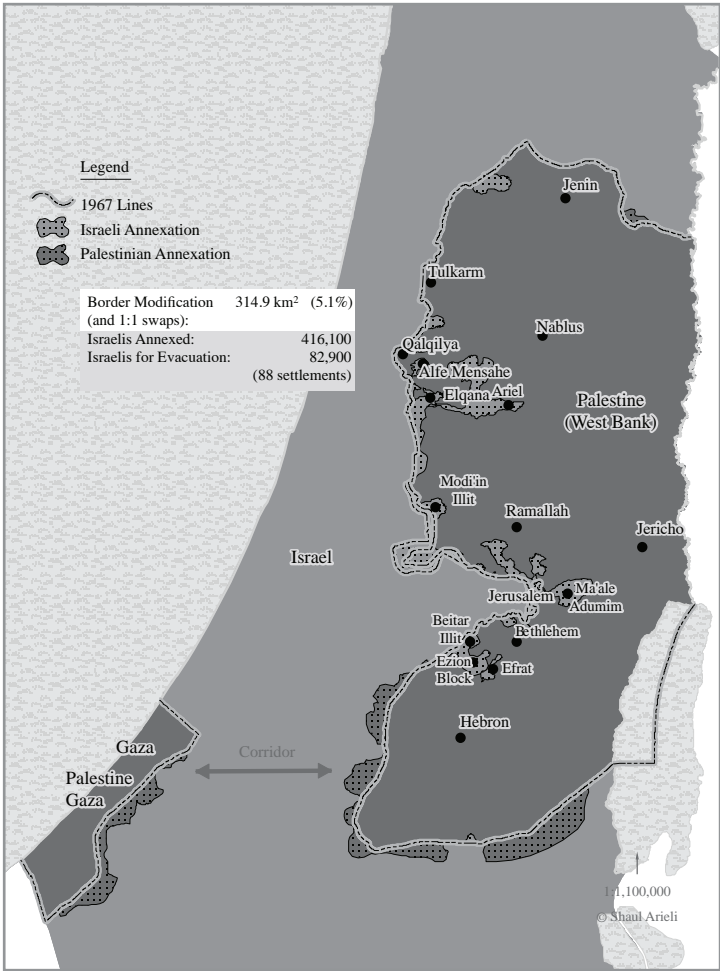 Legend
1967 Lines
Israeli Annexation
Palestinian Annexation
Border Modification 314.9 km² (5.1%)
(and 1:1 swaps):
Israelis Annexed: 416,100
Israelis for Evacuation: 82,900
(88 settlements)
Jenin
Tulkarm
Nablus
Qalqilya
Alfe Mensahe
Elqana
Ariel
Palestine
(West Bank)
Modi'in
Illit
Ramallah
Jericho
Israel
Jerusalem
Ma'ale
Adumim
Beitar
Illit
Bethlehem
Ezion
Block
Efrat
Hebron
Gaza
Corridor
Palestine
Gaza
1:1,100,000
© Shaul Arieli